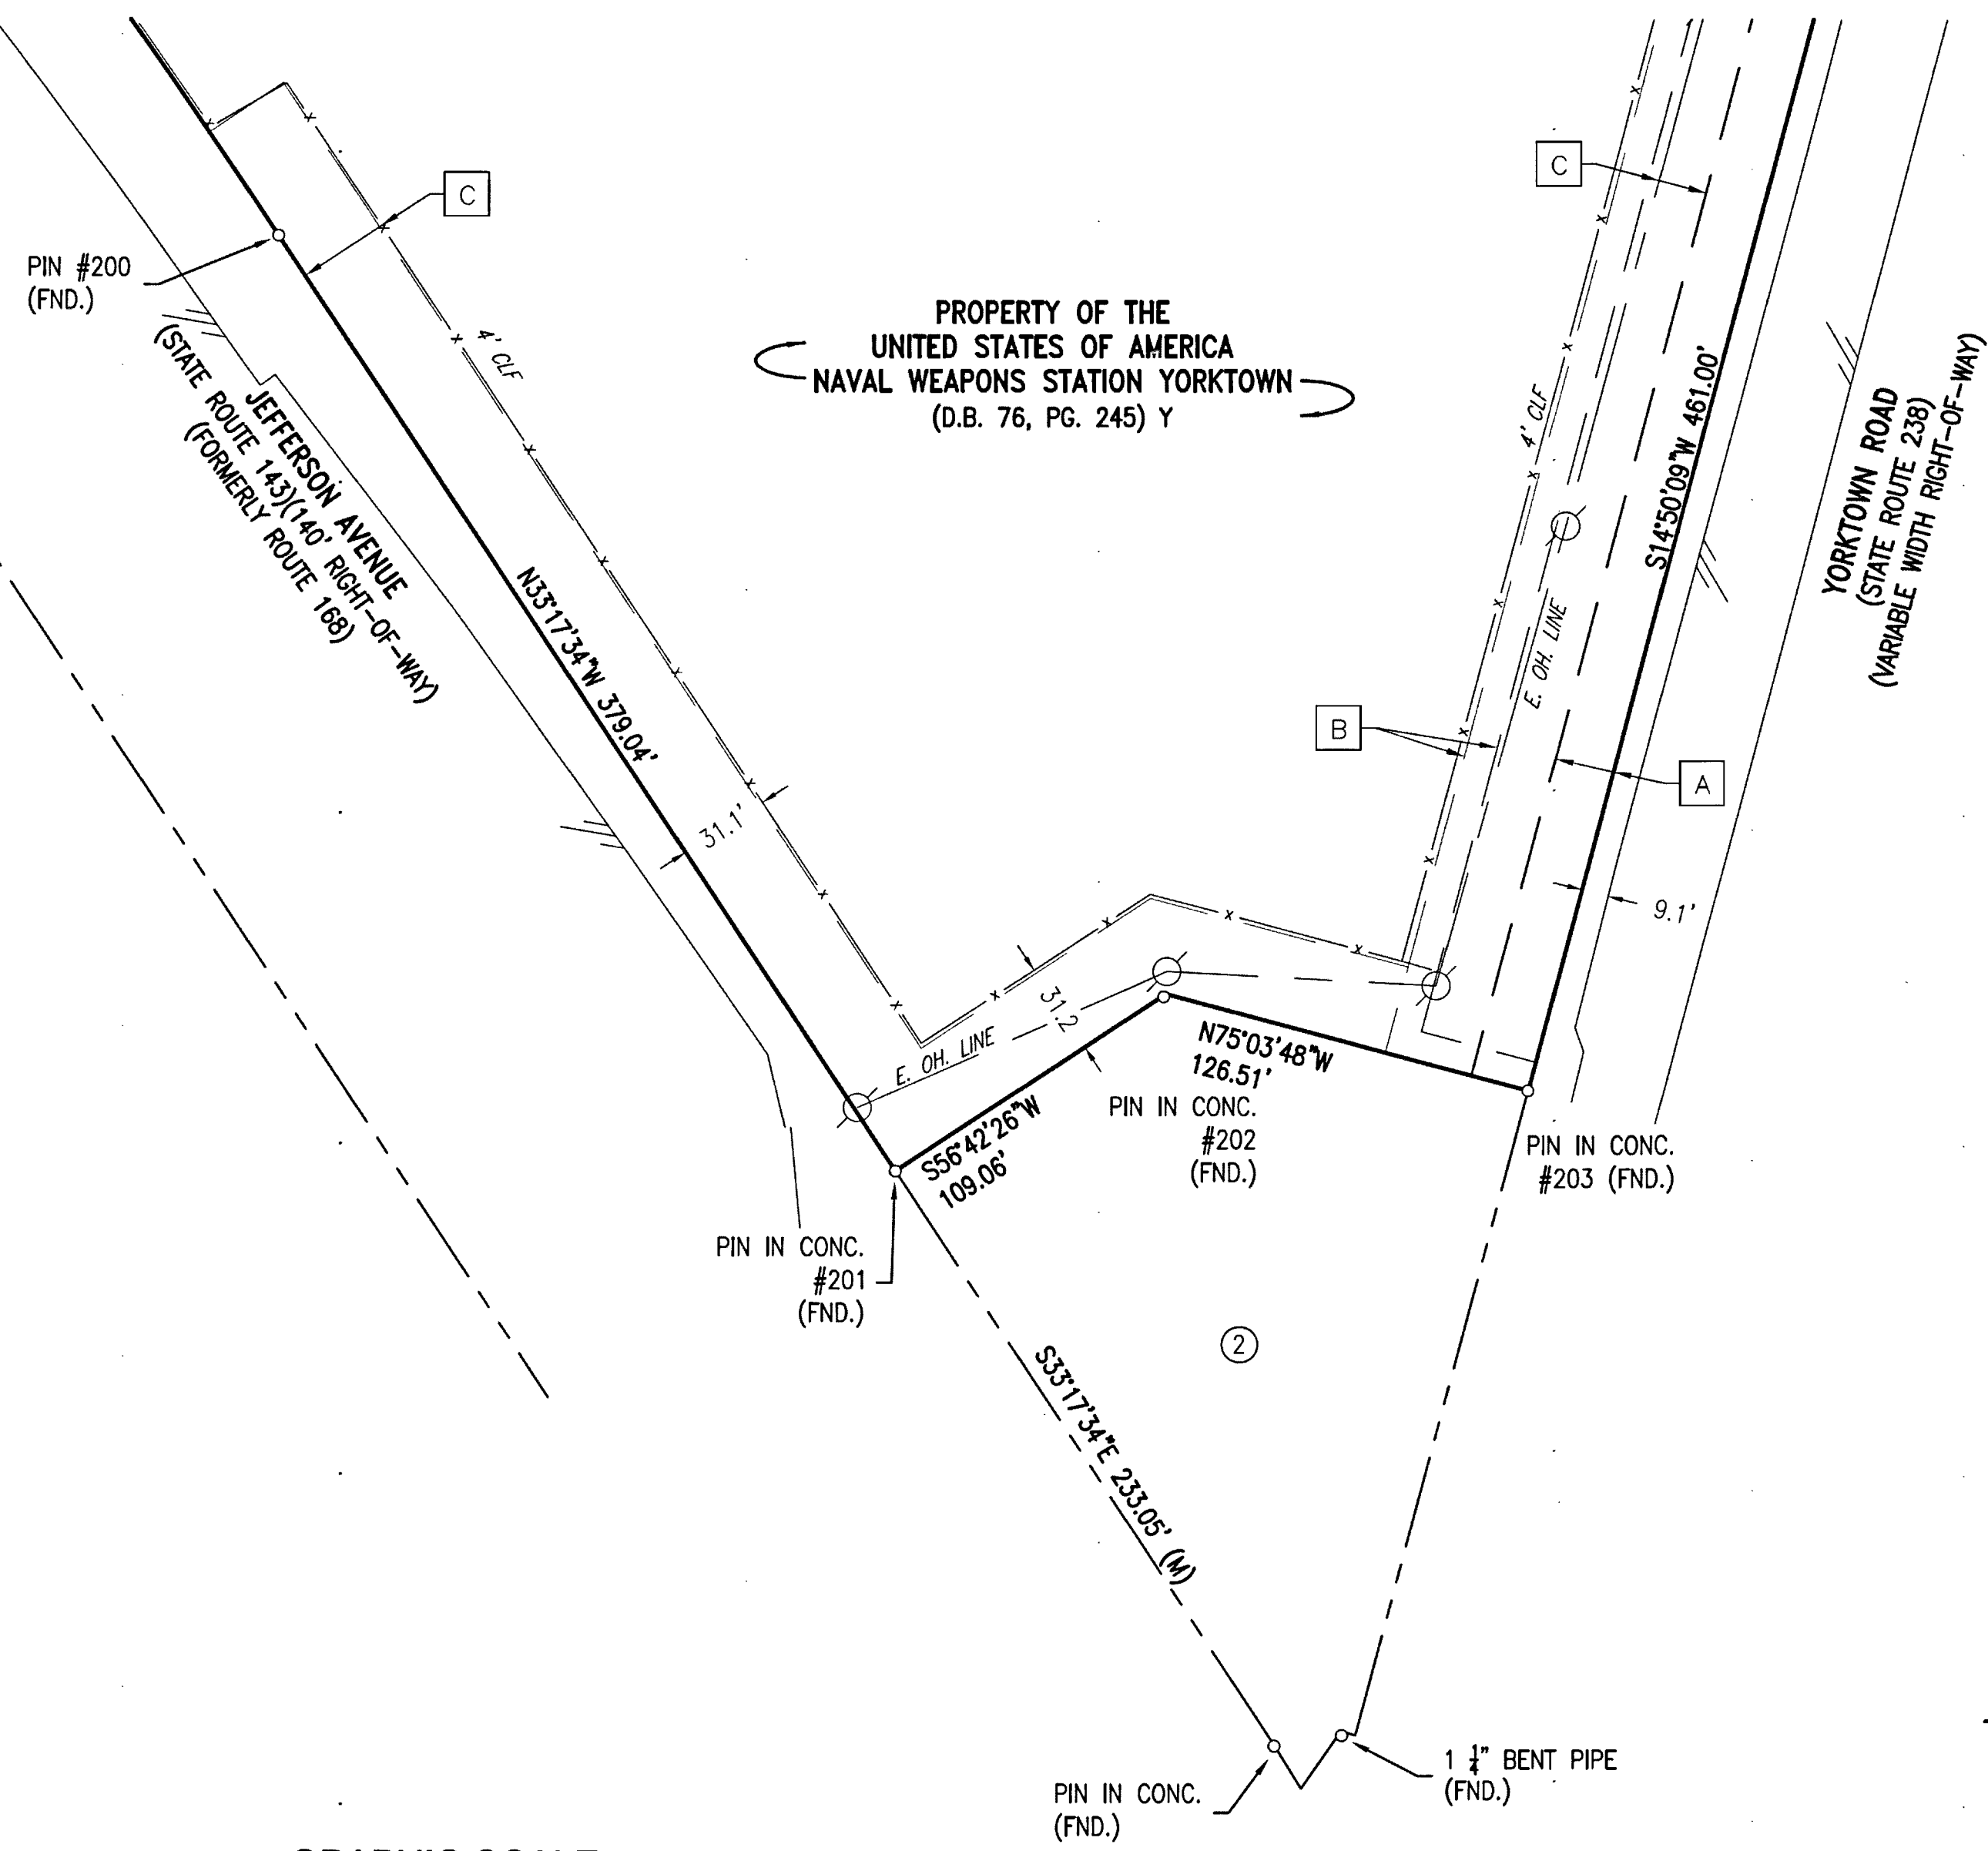 C
C
PIN #200
(FND.)
PROPERTY OF THE
UNITED STATES OF AMERICA
NAVAL WEAPONS STATION YORKTOWN
(D.B. 76, PG. 245) Y
4' CLF
4' CLF
JEFFERSON AVENUE
(STATE ROUTE 143)(140' RIGHT-OF-WAY)
(FORMERLY ROUTE 168)
YORKTOWN ROAD
(STATE ROUTE 238)
(VARIABLE WIDTH RIGHT-OF-WAY)
S14°50'09"W 461.00'
N33°17'34"W 379.04'
E. OH. LINE
B
A
31.1'
9.1'
31.2
E. OH. LINE
N75°03'48"W
126.51'
S56°42'26"W
109.06'
PIN IN CONC.
#202
(FND.)
PIN IN CONC.
#203 (FND.)
PIN IN CONC.
#201
(FND.)
2
S33°17'34"E 233.05' (M)
1 1/4" BENT PIPE
(FND.)
PIN IN CONC.
(FND.)